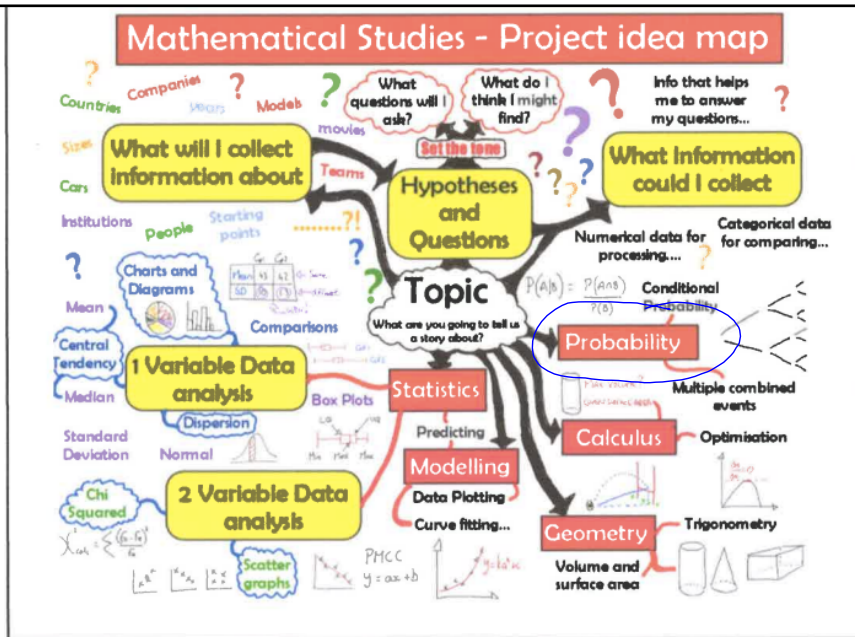 Mathematical Studies - Project idea map
Countries
Companies
years
Models
Sizes
What will I collect
information about
movies
Teams
Cars
Institutions
People
Starting
points
.........?!
What
questions will I
ask?
What do I
think I might
find?
Set the tone
Hypotheses
and
Questions
Info that helps
me to answer
my questions...
What Information
could I collect
Numerical data for
processing....
Categorical data
for comparing...
Topic
What are you going to tell us
a story about?
Charts and
Diagrams
Mean
Central
Tendency
Median
Comparisons
1 Variable Data
analysis
Dispersion
Box Plots
Min Med Max
Standard
Deviation
Normal
Chi
Squared
2 Variable Data
analysis
Scatter
graphs
PMCC
y = ax + b
Statistics
Predicting
Modelling
Data Plotting
Curve fitting...
P(A|B) = P(A∩B)
P(B)
Conditional
Probability
Probability
Multiple combined
events
Calculus
Optimisation
Geometry
Trigonometry
Volume and
surface area